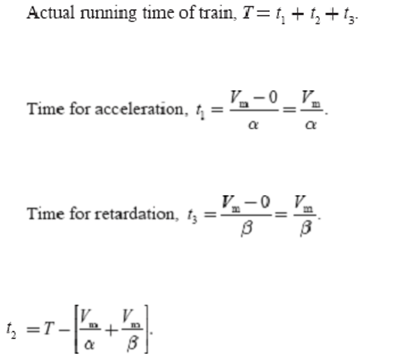 Actual running time of train, T = t₁ + t₂ + t₃.
Time for acceleration, t₁ = (Vₘ − 0)/α = Vₘ/α.
Time for retardation, t₃ = (Vₘ − 0)/β = Vₘ/β.
t₂ = T − [Vₘ/α + Vₘ/β].